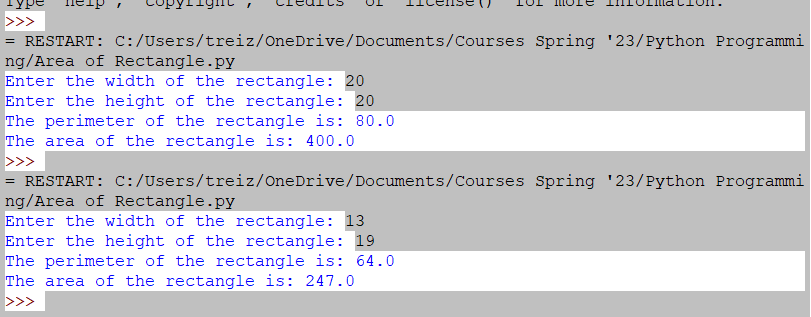 Type "help", "copyright", "credits" or "license()" for more information.
>>>
= RESTART: C:/Users/treiz/OneDrive/Documents/Courses Spring '23/Python Programmi
ng/Area of Rectangle.py
Enter the width of the rectangle: 20
Enter the height of the rectangle: 20
The perimeter of the rectangle is: 80.0
The area of the rectangle is: 400.0
>>>
= RESTART: C:/Users/treiz/OneDrive/Documents/Courses Spring '23/Python Programmi
ng/Area of Rectangle.py
Enter the width of the rectangle: 13
Enter the height of the rectangle: 19
The perimeter of the rectangle is: 64.0
The area of the rectangle is: 247.0
>>>